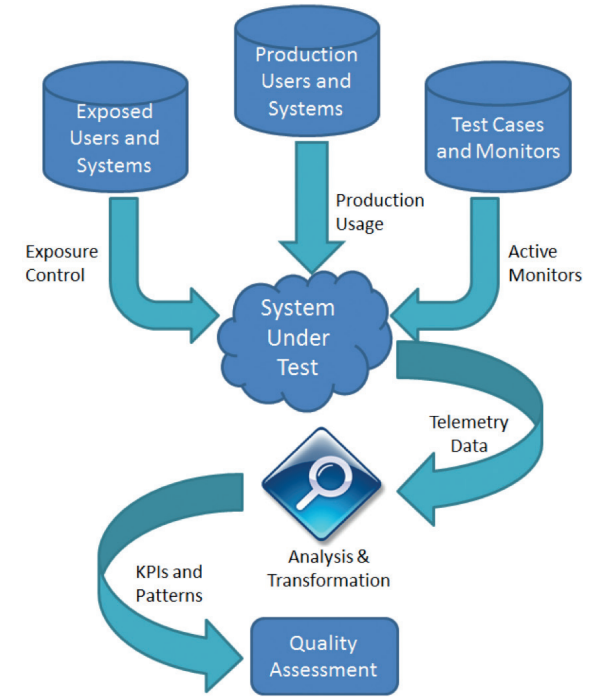 Production
Users and
Systems
Exposed
Users and
Systems
Test Cases
and Monitors
Production
Usage
Exposure
Control
Active
Monitors
System
Under
Test
Telemetry
Data
Analysis &
Transformation
KPIs and
Patterns
Quality
Assessment